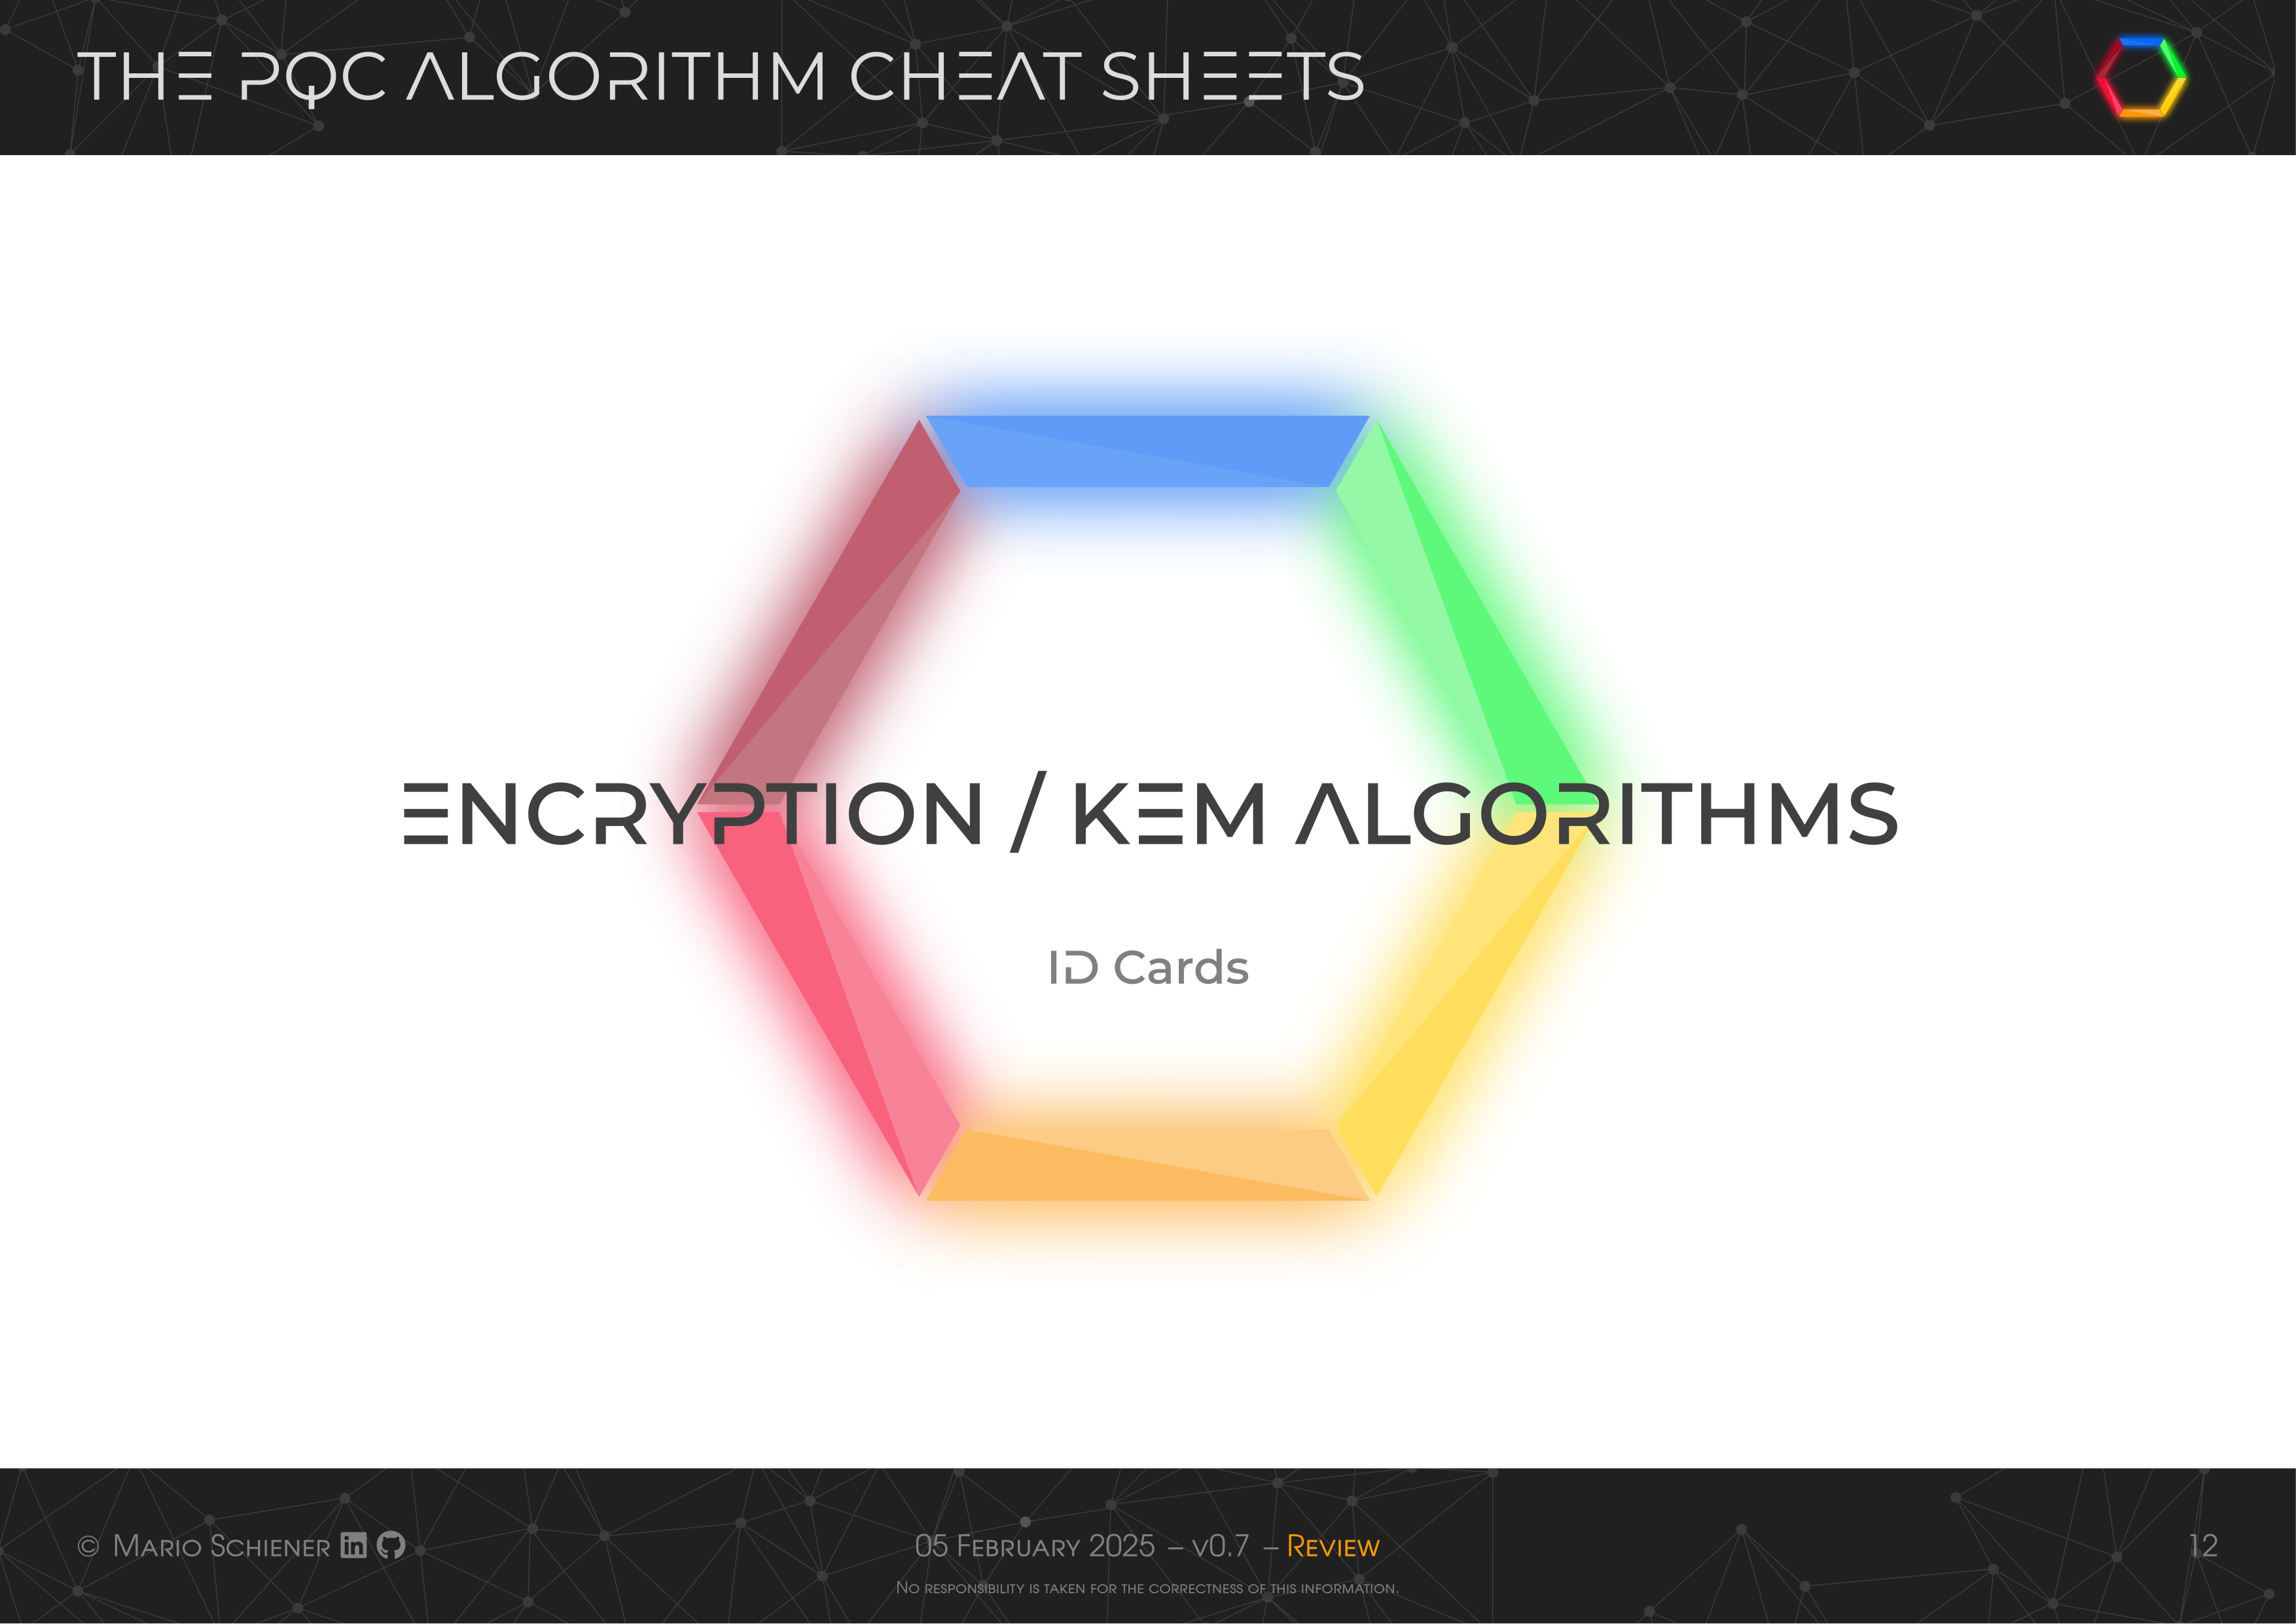 THE PQC ALGORITHM CHEAT SHEETS
ENCRYPTION / KEM ALGORITHMS
ID Cards
© Mario Schiener in
05 February 2025 – v0.7 – Review
12
No responsibility is taken for the correctness of this information.